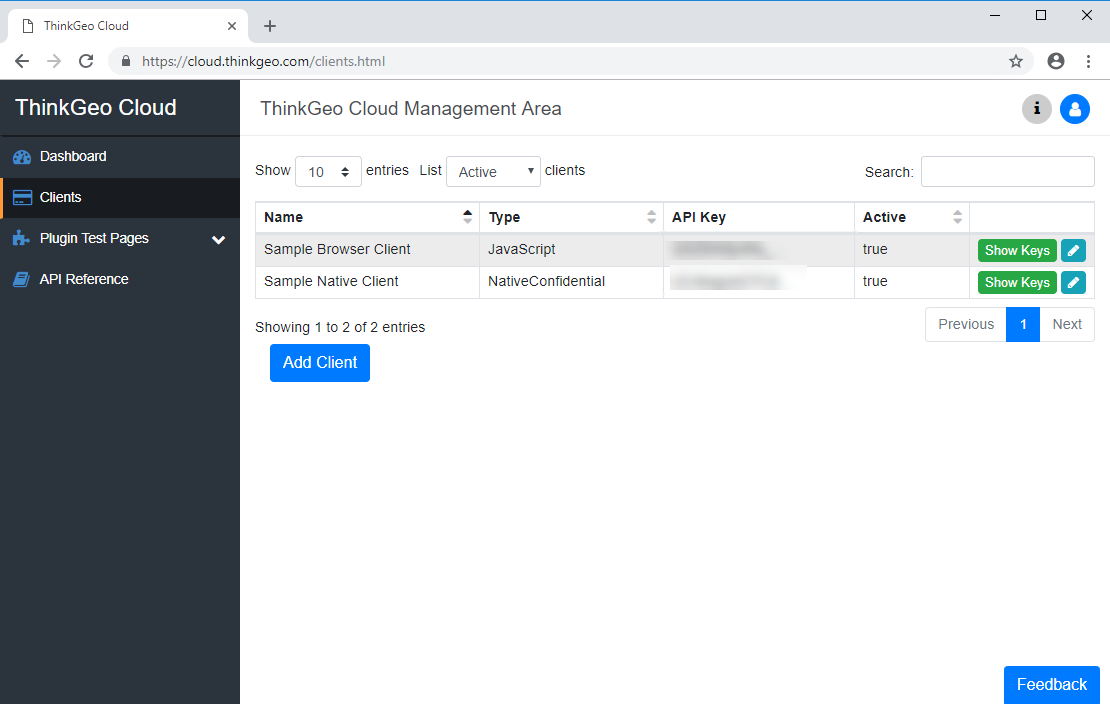 ThinkGeo Cloud
https://cloud.thinkgeo.com/clients.html
ThinkGeo Cloud
ThinkGeo Cloud Management Area
Dashboard
Clients
Plugin Test Pages
API Reference
Show 10 entries List Active clients
Search:
Name Type API Key Active
Sample Browser Client JavaScript true Show Keys
Sample Native Client NativeConfidential true Show Keys
Showing 1 to 2 of 2 entries
Previous 1 Next
Add Client
Feedback